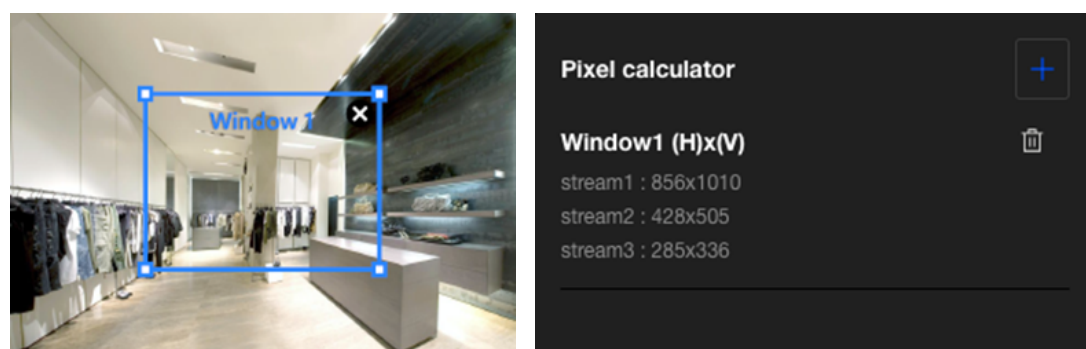 Window 1
Pixel calculator
Window1 (H)x(V)
stream1 : 856x1010
stream2 : 428x505
stream3 : 285x336